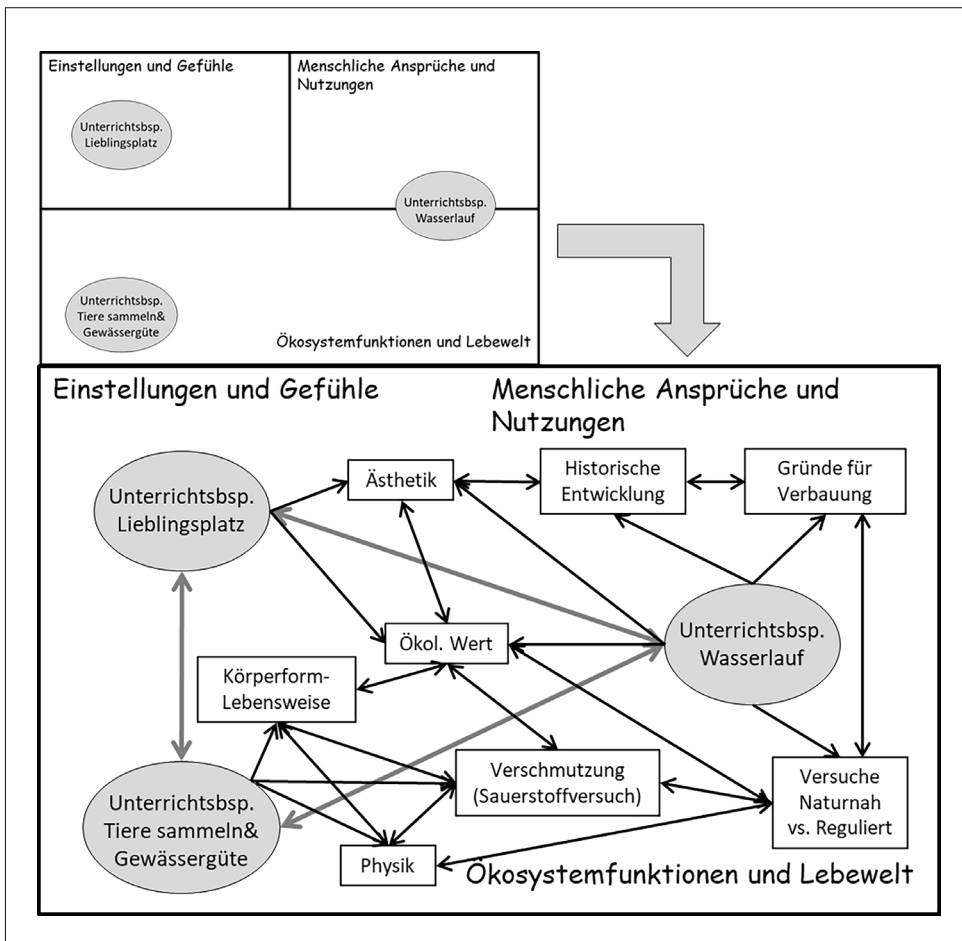 Einstellungen und Gefühle
Menschliche Ansprüche und
Nutzungen
Unterrichtsbsp.
Lieblingsplatz
Unterrichtsbsp.
Wasserlauf
Unterrichtsbsp.
Tiere sammeln&
Gewässergüte
Ökosystemfunktionen und Lebewelt
Einstellungen und Gefühle
Menschliche Ansprüche und
Nutzungen
Unterrichtsbsp.
Lieblingsplatz
Ästhetik
Historische
Entwicklung
Gründe für
Verbauung
Ökol. Wert
Unterrichtsbsp.
Wasserlauf
Körperform-
Lebensweise
Unterrichtsbsp.
Tiere sammeln&
Gewässergüte
Verschmutzung
(Sauerstoffversuch)
Versuche
Naturnah
vs. Reguliert
Physik
Ökosystemfunktionen und Lebewelt